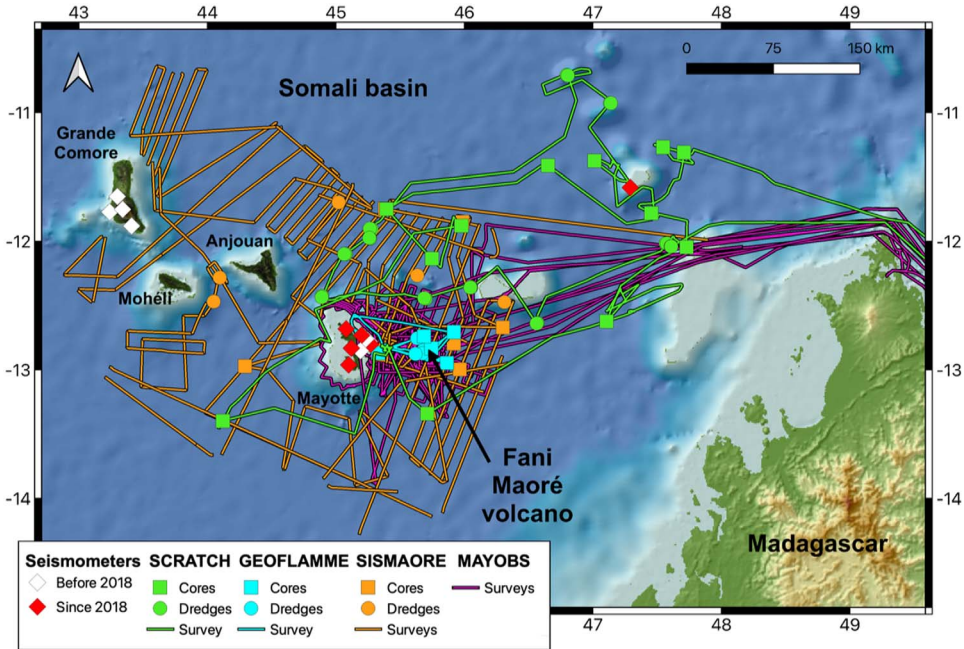 43 44 45 46 47 48 49
0 75 150 km
Somali basin
-11 -11
Grande
Comore
Anjouan
-12 -12
Mohéli
-13 -13
Mayotte
Fani
Maoré
volcano
-14 -14
Madagascar
Seismometers SCRATCH GEOFLAMME SISMAORE MAYOBS
Before 2018 Cores Cores Cores Surveys
Since 2018 Dredges Dredges Dredges
Survey Survey Surveys
47 48 49